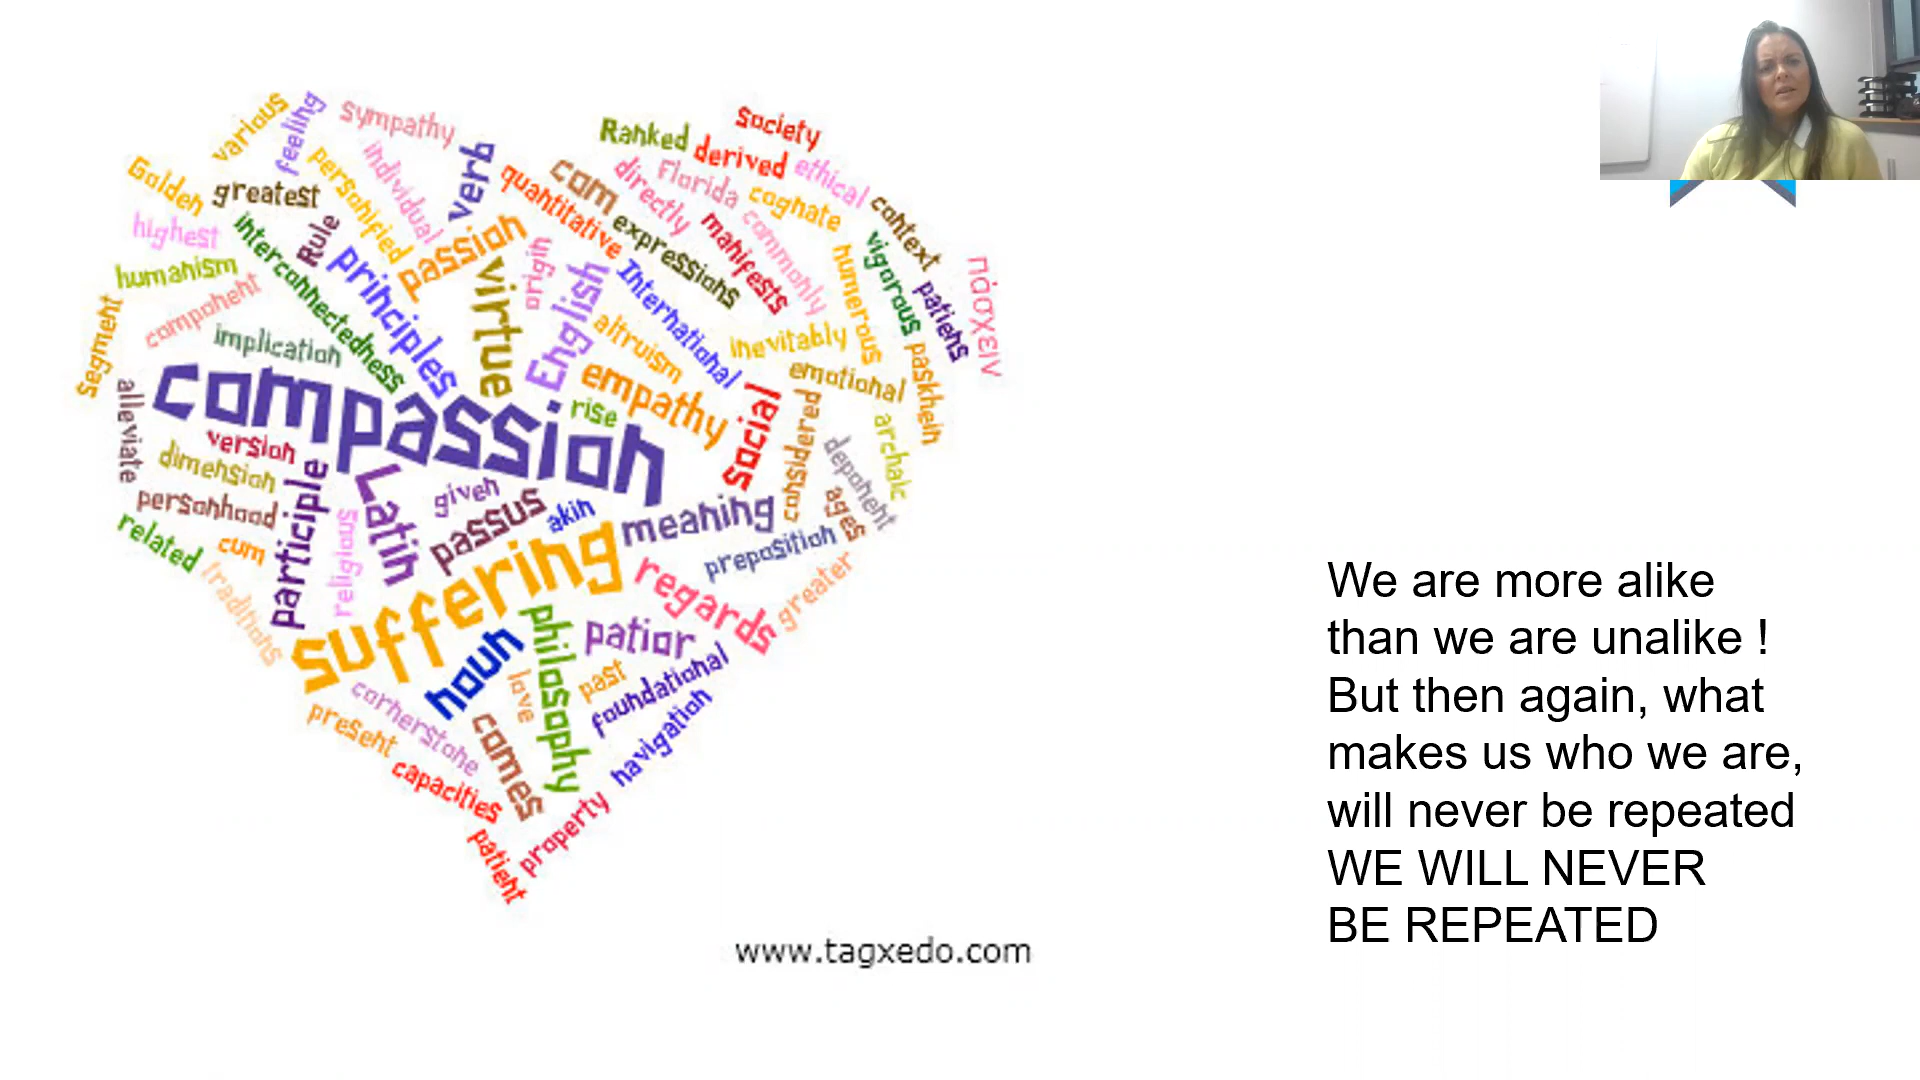 society
Ranked
derived
ethical
various
feeling
sympathy
verb
individual
personified
Golden
greatest
highest
humanism
Rule
interconnectedness
principles
passion
virtue
origin
English
quantitative
com
directly
Florida
cognate
commonly
context
expressions
manifests
International
numerous
vigorous
patiens
πάσχειν
paskhein
segment
component
implication
altruism
inevitably
emotional
compassion
empathy
rise
social
considered
archaic
deponent
ages
alleviate
version
dimension
personhood
related
cum
traditions
participle
religious
Latin
given
passus
akin
meaning
preposition
suffering
regards
greater
noun
philosophy
patior
love
past
foundational
navigation
cornerstone
present
capacities
comes
property
patient
www.tagxedo.com
We are more alike
than we are unalike !
But then again, what
makes us who we are,
will never be repeated
WE WILL NEVER
BE REPEATED